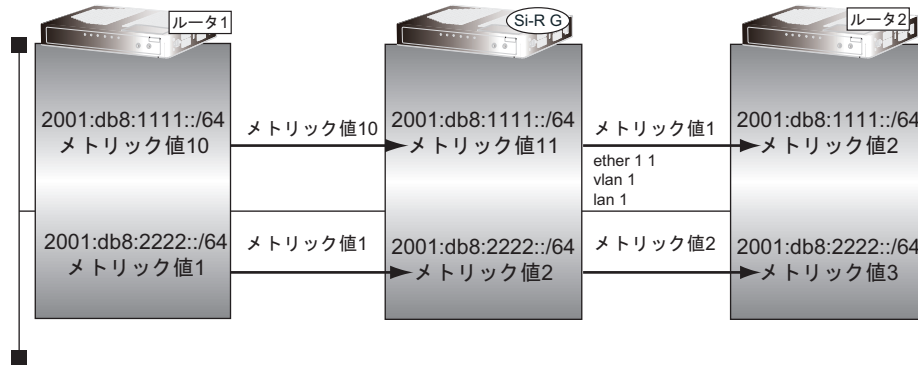 ルータ1
Si-R G
ルータ2
2001:db8:1111::/64
メトリック値10
メトリック値10
2001:db8:1111::/64
メトリック値11
メトリック値1
ether 1 1
vlan 1
lan 1
2001:db8:1111::/64
メトリック値2
2001:db8:2222::/64
メトリック値1
メトリック値1
2001:db8:2222::/64
メトリック値2
メトリック値2
2001:db8:2222::/64
メトリック値3